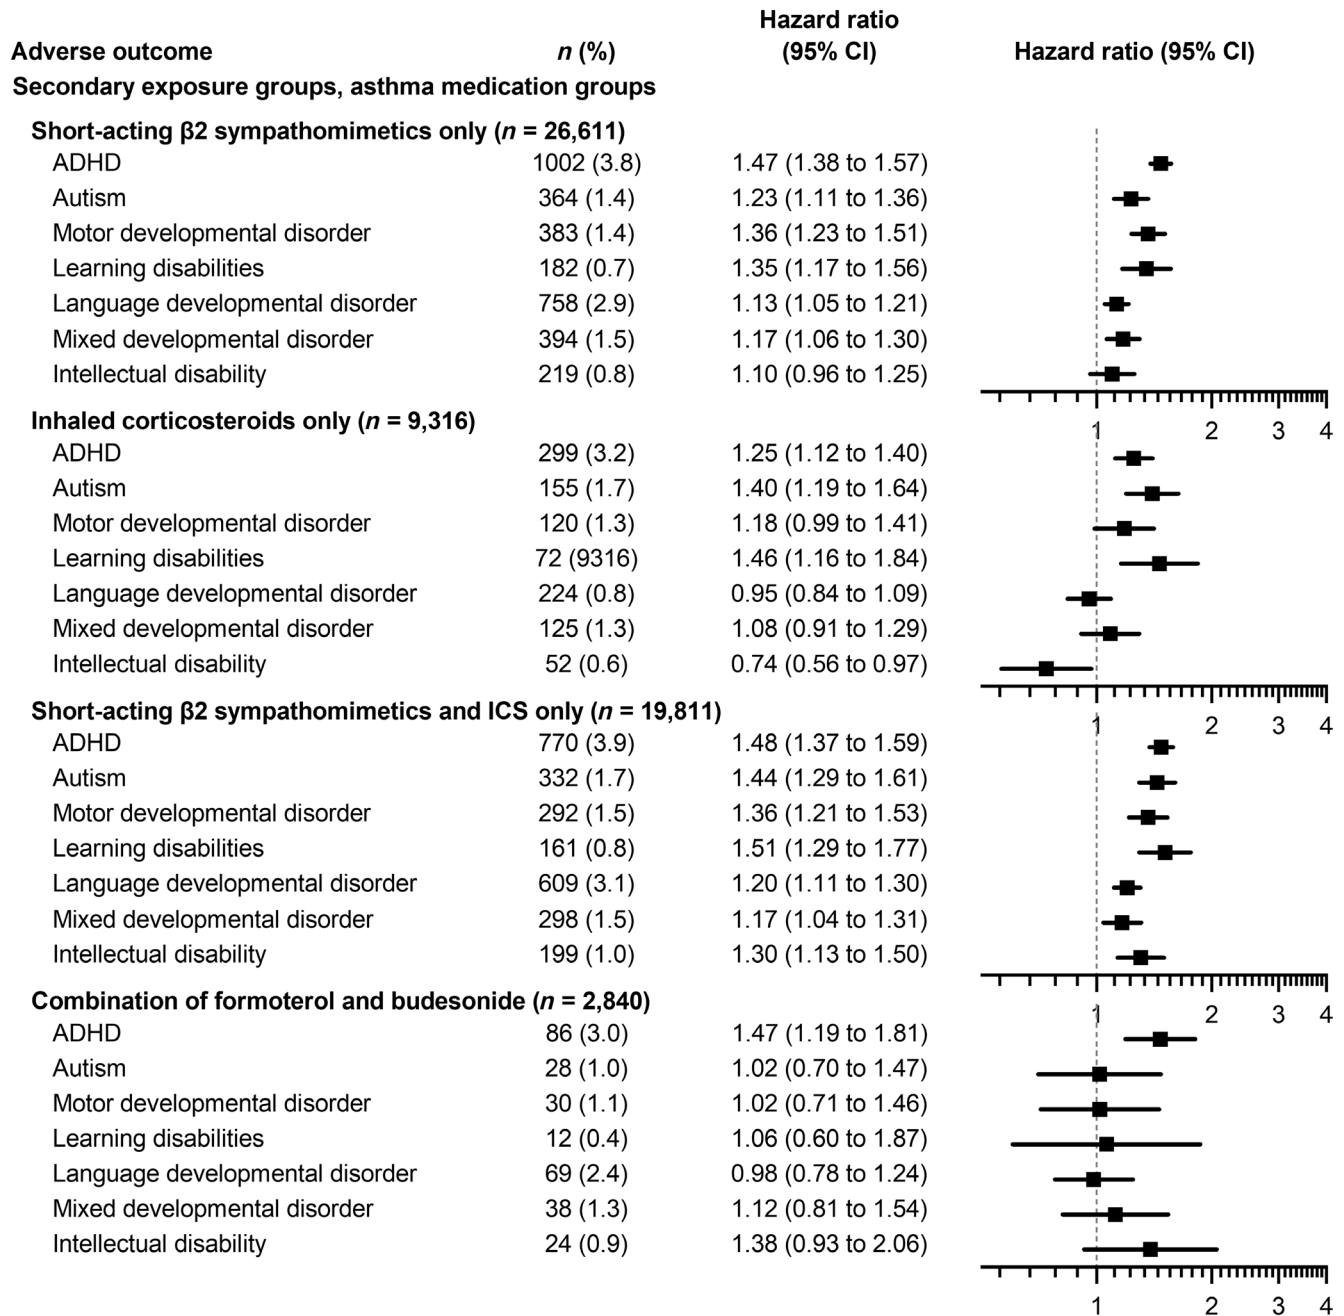 Hazard ratio
Adverse outcome n (%) (95% CI) Hazard ratio (95% CI)
Secondary exposure groups, asthma medication groups
Short-acting β2 sympathomimetics only (n = 26,611)
ADHD 1002 (3.8) 1.47 (1.38 to 1.57)
Autism 364 (1.4) 1.23 (1.11 to 1.36)
Motor developmental disorder 383 (1.4) 1.36 (1.23 to 1.51)
Learning disabilities 182 (0.7) 1.35 (1.17 to 1.56)
Language developmental disorder 758 (2.9) 1.13 (1.05 to 1.21)
Mixed developmental disorder 394 (1.5) 1.17 (1.06 to 1.30)
Intellectual disability 219 (0.8) 1.10 (0.96 to 1.25)
Inhaled corticosteroids only (n = 9,316)
1 2 3 4
ADHD 299 (3.2) 1.25 (1.12 to 1.40)
Autism 155 (1.7) 1.40 (1.19 to 1.64)
Motor developmental disorder 120 (1.3) 1.18 (0.99 to 1.41)
Learning disabilities 72 (9316) 1.46 (1.16 to 1.84)
Language developmental disorder 224 (0.8) 0.95 (0.84 to 1.09)
Mixed developmental disorder 125 (1.3) 1.08 (0.91 to 1.29)
Intellectual disability 52 (0.6) 0.74 (0.56 to 0.97)
Short-acting β2 sympathomimetics and ICS only (n = 19,811)
1 2 3 4
ADHD 770 (3.9) 1.48 (1.37 to 1.59)
Autism 332 (1.7) 1.44 (1.29 to 1.61)
Motor developmental disorder 292 (1.5) 1.36 (1.21 to 1.53)
Learning disabilities 161 (0.8) 1.51 (1.29 to 1.77)
Language developmental disorder 609 (3.1) 1.20 (1.11 to 1.30)
Mixed developmental disorder 298 (1.5) 1.17 (1.04 to 1.31)
Intellectual disability 199 (1.0) 1.30 (1.13 to 1.50)
Combination of formoterol and budesonide (n = 2,840)
1 2 3 4
ADHD 86 (3.0) 1.47 (1.19 to 1.81)
Autism 28 (1.0) 1.02 (0.70 to 1.47)
Motor developmental disorder 30 (1.1) 1.02 (0.71 to 1.46)
Learning disabilities 12 (0.4) 1.06 (0.60 to 1.87)
Language developmental disorder 69 (2.4) 0.98 (0.78 to 1.24)
Mixed developmental disorder 38 (1.3) 1.12 (0.81 to 1.54)
Intellectual disability 24 (0.9) 1.38 (0.93 to 2.06)
1 2 3 4